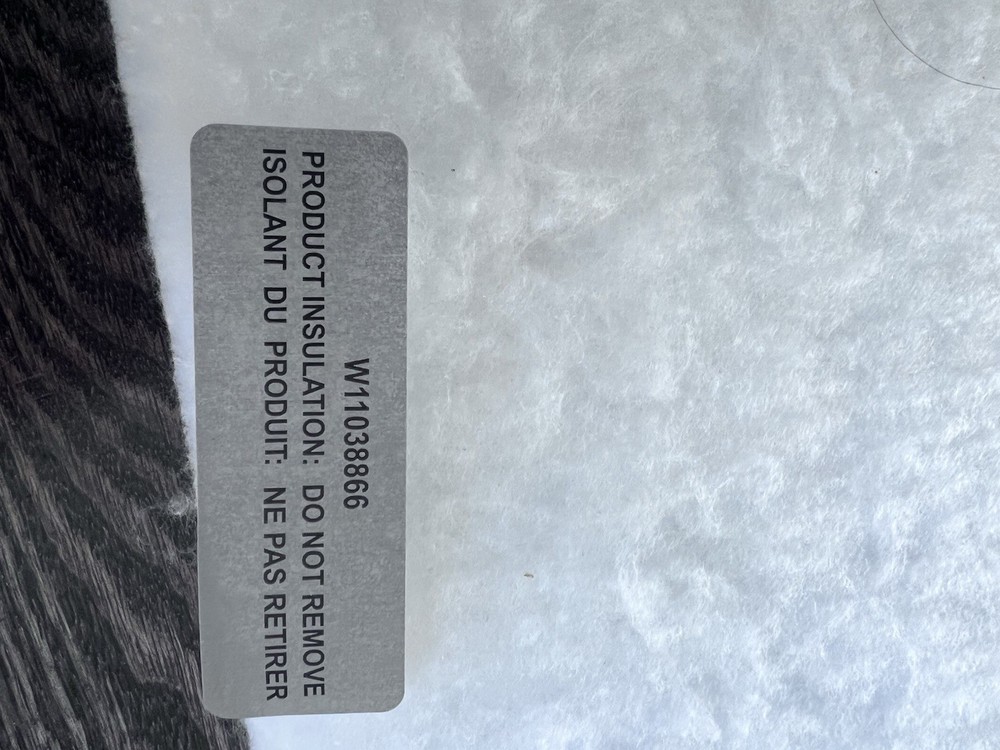 W11038866
PRODUCT INSULATION: DO NOT REMOVE
ISOLANT DU PRODUIT: NE PAS RETIRER